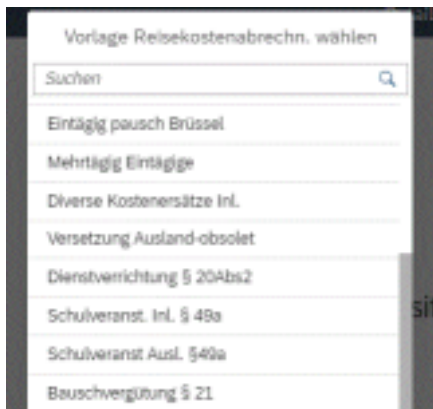 Vorlage Reisekostenabrechn. wählen
Suchen
Eintägig pausch Brüssel
Mehrtägig Eintägige
Diverse Kostenersätze Inl.
Versetzung Ausland-obsolet
Dienstverrichtung § 20Abs2
Schulveranst. Inl. § 49a
Schulveranst Ausl. §49a
Bauschvergütung § 21